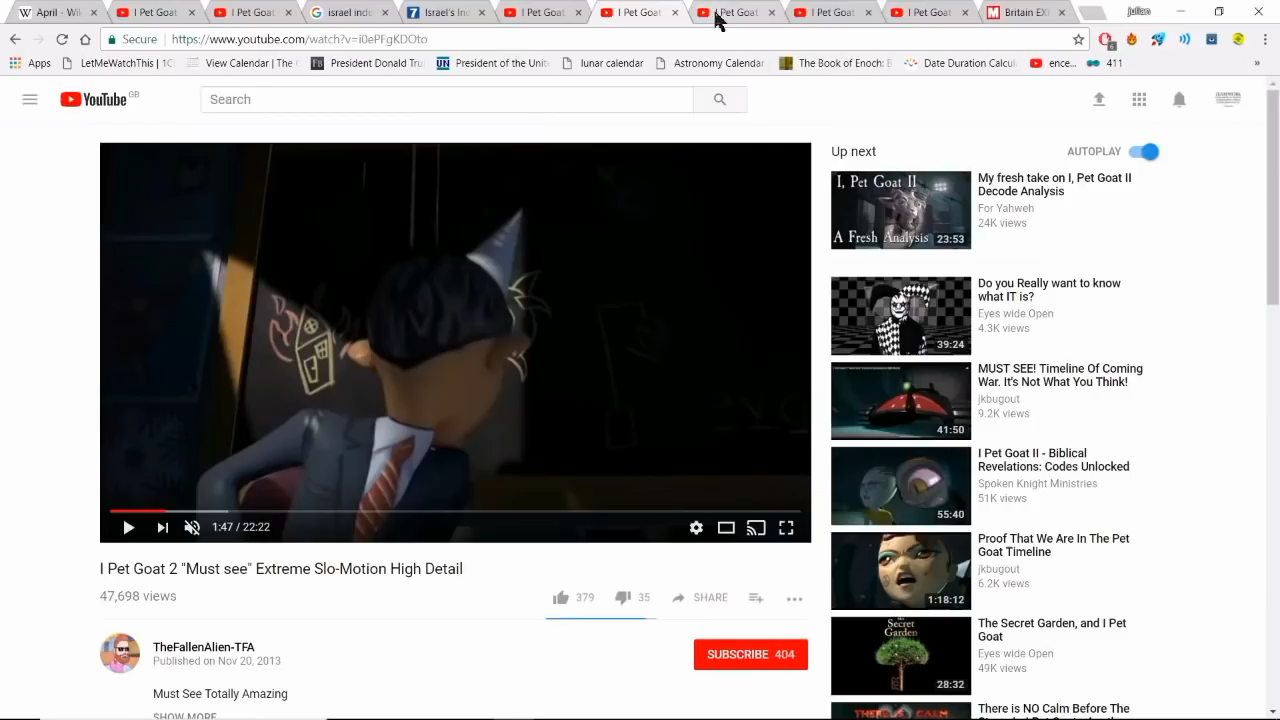 April - Wik
I Pet Goat
I Pet Goat
israel inde
Israel's Ind
I Pet Goat
I Pet Goat
I Pet Goat
I Pet Goat
I Pet Goat
Britain EX
Secure https://www.youtube.com/watch?v=i0ePFgKDOto
Apps
LetMeWatchThis | 1C
View Calendar | The C
President Donald Tru
President of the Unit
lunar calendar
Astronomy Calendar
The Book of Enoch: B
Date Duration Calcul
ence...
411
»
YouTube GB
Search
Up next
AUTOPLAY
I, Pet Goat II
A Fresh Analysis
23:53
My fresh take on I, Pet Goat II
Decode Analysis
For Yahweh
24K views
39:24
Do you Really want to know
what IT is?
Eyes wide Open
4.3K views
41:50
MUST SEE! Timeline Of Coming
War. It's Not What You Think!
jkbugout
9.2K views
55:40
I Pet Goat II - Biblical
Revelations: Codes Unlocked
Spoken Knight Ministries
51K views
1:18:12
Proof That We Are In The Pet
Goat Timeline
jkbugout
6.2K views
the
Secret
Garden
28:32
The Secret Garden, and I Pet
Goat
Eyes wide Open
49K views
THERE IS CALM
There is NO Calm Before The
1:47 / 22:22
I Pet Goat 2 "Must see" Extreme Slo-Motion High Detail
47,698 views
379
35
SHARE
TFA
Published on Nov 20,
SUBSCRIBE 404
Must See